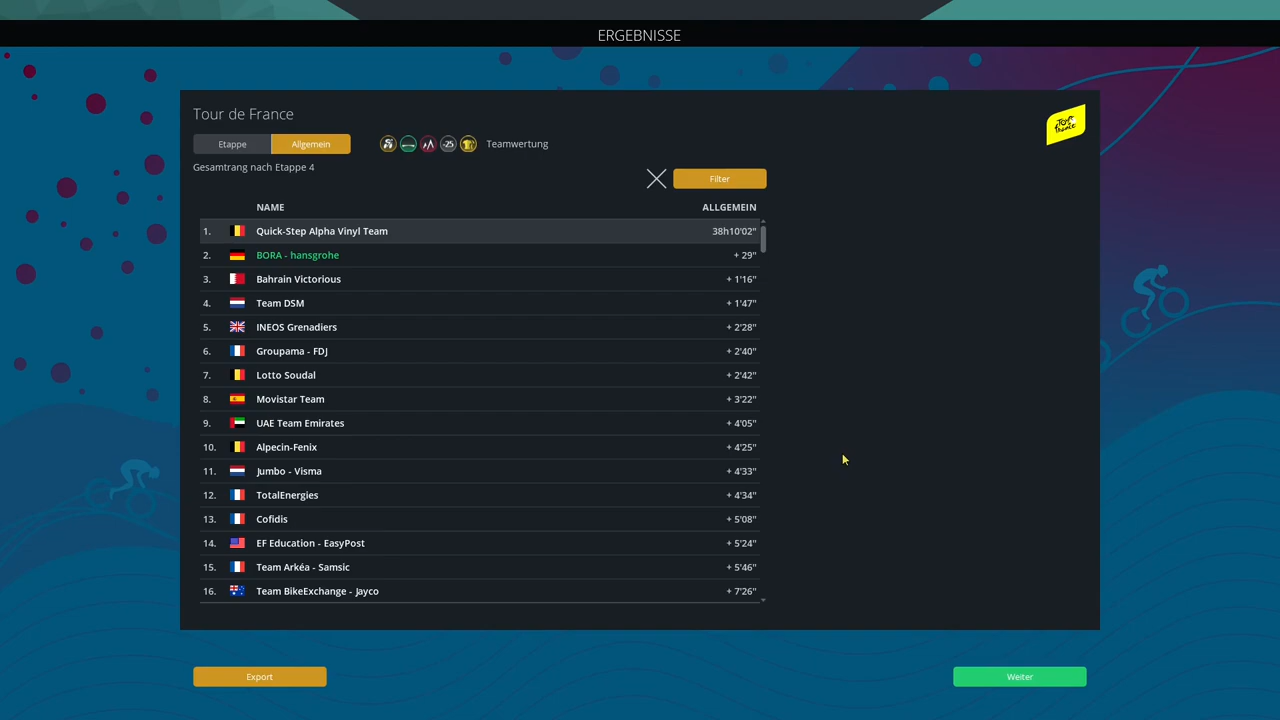 ERGEBNISSE
Tour de France
Etappe Allgemein -25 Teamwertung
Gesamtrang nach Etappe 4
Filter
NAME ALLGEMEIN
1. Quick-Step Alpha Vinyl Team 38h10'02''
2. BORA - hansgrohe + 29''
3. Bahrain Victorious + 1'16''
4. Team DSM + 1'47''
5. INEOS Grenadiers + 2'28''
6. Groupama - FDJ + 2'40''
7. Lotto Soudal + 2'42''
8. Movistar Team + 3'22''
9. UAE Team Emirates + 4'05''
10. Alpecin-Fenix + 4'25''
11. Jumbo - Visma + 4'33''
12. TotalEnergies + 4'34''
13. Cofidis + 5'08''
14. EF Education - EasyPost + 5'24''
15. Team Arkéa - Samsic + 5'46''
16. Team BikeExchange - Jayco + 7'26''
Export Weiter